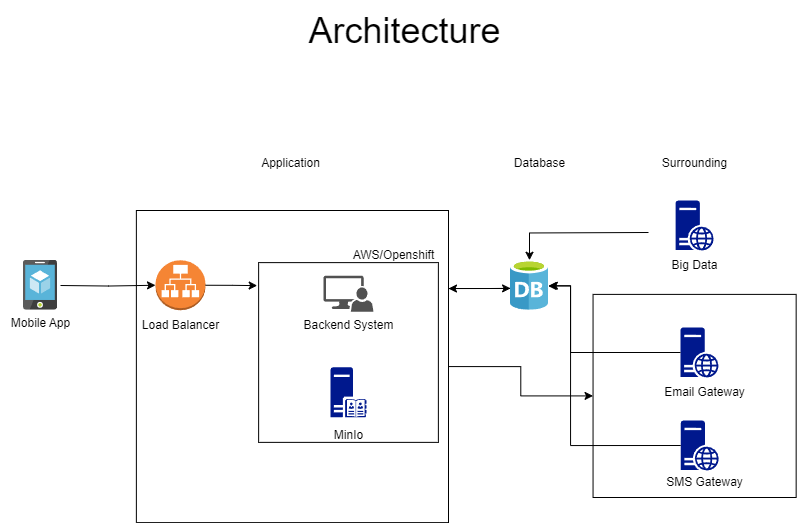 Architecture
Application
Database
Surrounding
AWS/Openshift
Mobile App
Load Balancer
Backend System
MinIo
DB
Big Data
Email Gateway
SMS Gateway